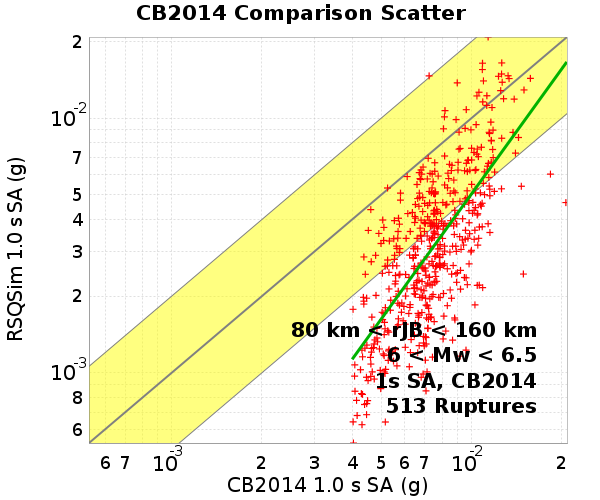 CB2014 Comparison Scatter
RSQSim 1.0 s SA (g)
2
10-2
7
5
4
3
2
10-3
8
6
80 km < rJB < 160 km
6 < Mw < 6.5
1s SA, CB2014
513 Ruptures
6 7 10-3 2 3 4 5 6 7 10-2 2
CB2014 1.0 s SA (g)